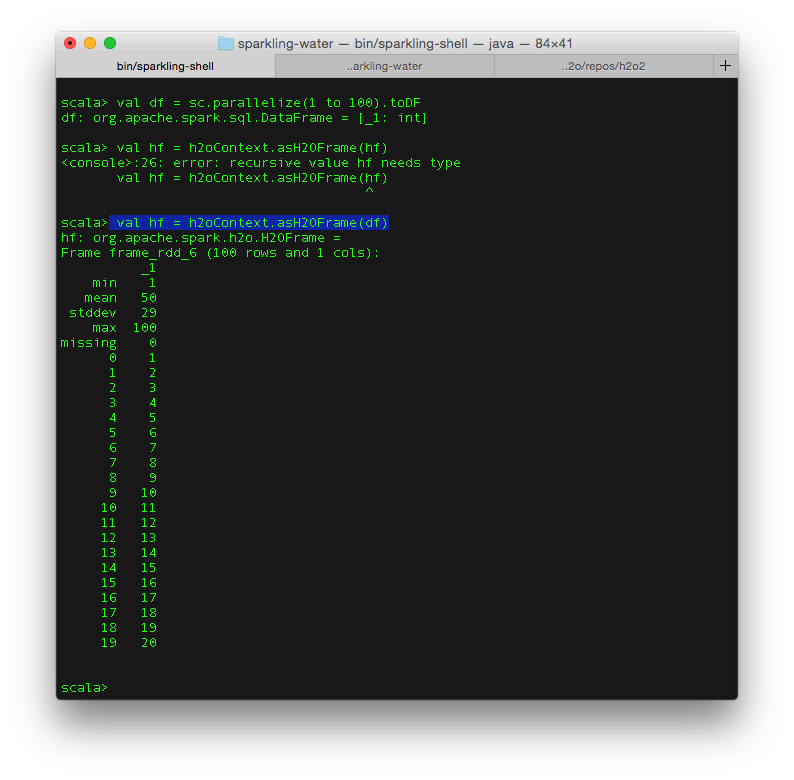 sparkling-water — bin/sparkling-shell — java — 84×41
bin/sparkling-shell ..arkling-water ..2o/repos/h2o2 +
scala> val df = sc.parallelize(1 to 100).toDF
df: org.apache.spark.sql.DataFrame = [_1: int]
scala> val hf = h2oContext.asH2OFrame(hf)
<console>:26: error: recursive value hf needs type
       val hf = h2oContext.asH2OFrame(hf)
                                      ^
scala> val hf = h2oContext.asH2OFrame(df)
hf: org.apache.spark.h2o.H2OFrame =
Frame frame_rdd_6 (100 rows and 1 cols):
          _1
    min    1
   mean   50
 stddev   29
    max  100
missing    0
      0    1
      1    2
      2    3
      3    4
      4    5
      5    6
      6    7
      7    8
      8    9
      9   10
     10   11
     11   12
     12   13
     13   14
     14   15
     15   16
     16   17
     17   18
     18   19
     19   20
scala>